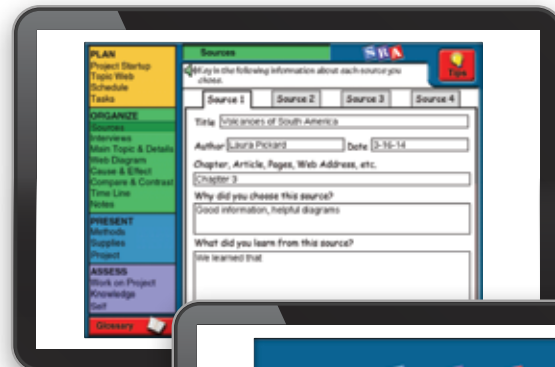 PLAN
Project Startup
Topic Web
Schedule
Tasks
ORGANIZE
Sources
Interviews
Main Topic & Details
Web Diagram
Cause & Effect
Compare & Contrast
Time Line
Notes
PRESENT
Methods
Supplies
Project
ASSESS
Work on Project
Knowledge
Self
Glossary
Sources
SRA
Tips
Key in the following information about each source you
chose.
Source 1 Source 2 Source 3 Source 4
Title Volcanoes of South America
Author Laura Pickard Date 3-16-14
Chapter, Article, Pages, Web Address, etc.
Chapter 3
Why did you choose this source?
Good information, helpful diagrams
What did you learn from this source?
We learned that